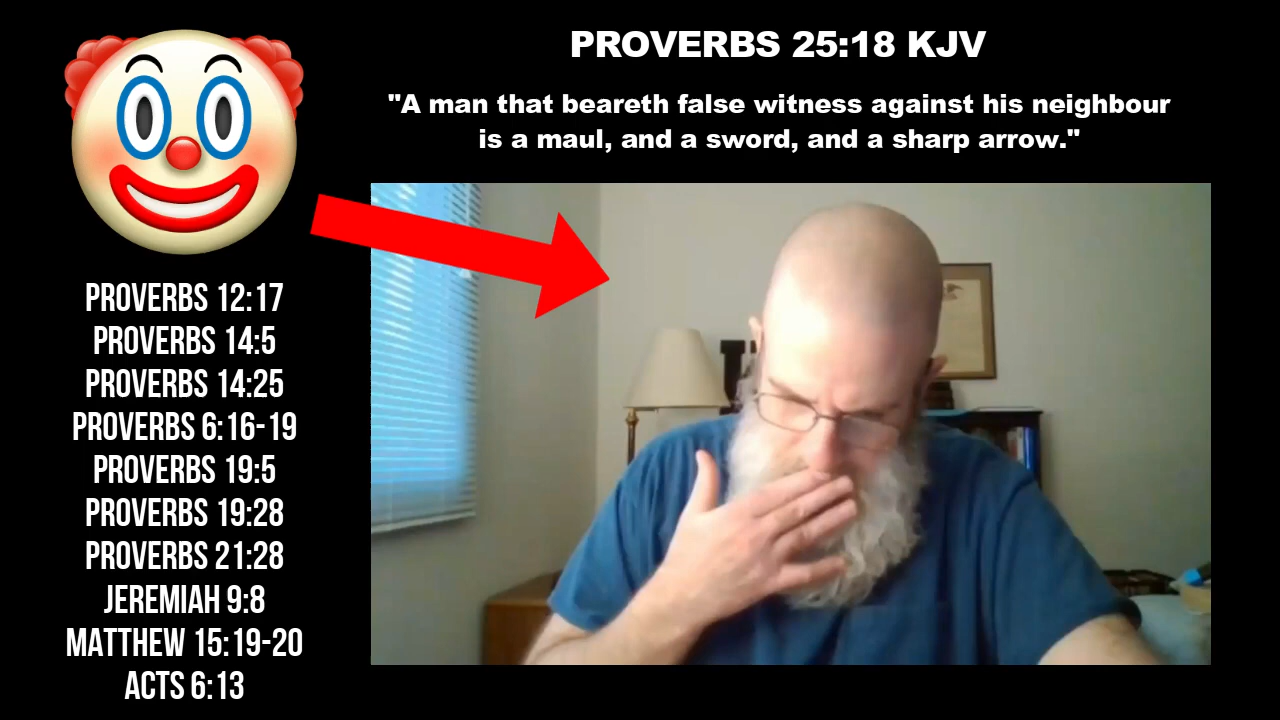 PROVERBS 25:18 KJV
"A man that beareth false witness against his neighbour
is a maul, and a sword, and a sharp arrow."
PROVERBS 12:17
PROVERBS 14:5
PROVERBS 14:25
PROVERBS 6:16-19
PROVERBS 19:5
PROVERBS 19:28
PROVERBS 21:28
JEREMIAH 9:8
MATTHEW 15:19-20
ACTS 6:13